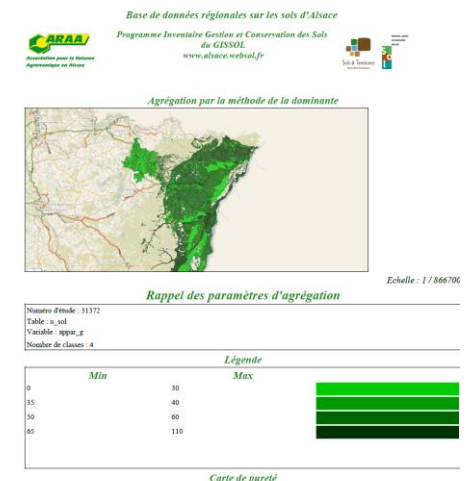 Base de données régionales sur les sols d'Alsace
ARAA
Association pour la Relance
Agronomique en Alsace
Programme Inventaire Gestion et Conservation des Sols
du GISSOL
www.alsace.websol.fr
Sols & Territoires
Agrégation par la méthode de la dominante
Echelle : 1 / 866700
Rappel des paramètres d'agrégation
Numéro d'étude : 31372
Table : n_sol
Variable : appar_g
Nombre de classes : 4
Légende
Min Max
0 30
35 40
50 60
65 110
Carte de pureté